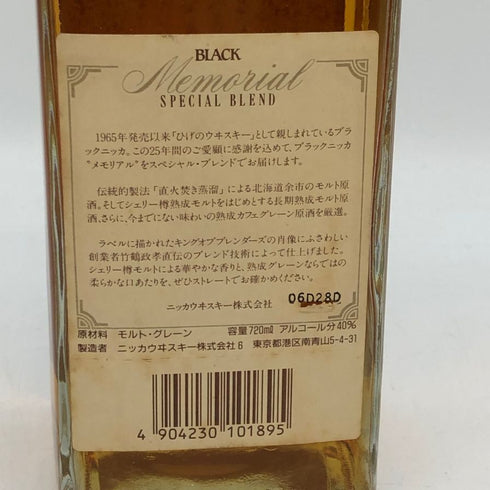 BLACK
Memorial
SPECIAL BLEND
1965年発売以来「ひげのウヰスキー」として親しまれているブラ
ックニッカ。この25年間のご愛顧に感謝を込めて、ブラックニッカ
〝メモリアル〟をスペシャル・ブレンドでお届けします。
伝統的製法「直火焚き蒸溜」による北海道余市のモルト原
酒。そしてシェリー樽熟成モルトをはじめとする長期熟成モルト原
酒、さらに、今までにない味わいの熟成カフェグレーン原酒を厳選。
ラベルに描かれたキングオブブレンダーズの肖像にふさわしい
創業者竹鶴政孝直伝のブレンド技術によって仕上げました。
シェリー樽モルトによる華やかな香りと、熟成グレーンならではの
柔らかな口あたりを、ぜひストレートでお確かめください。
ニッカウヰスキー株式会社 06D28D
原材料 モルト・グレーン 容量720ml アルコール分40%
製造者 ニッカウヰスキー株式会社6 東京都港区南青山5-4-31
4 904230 101895